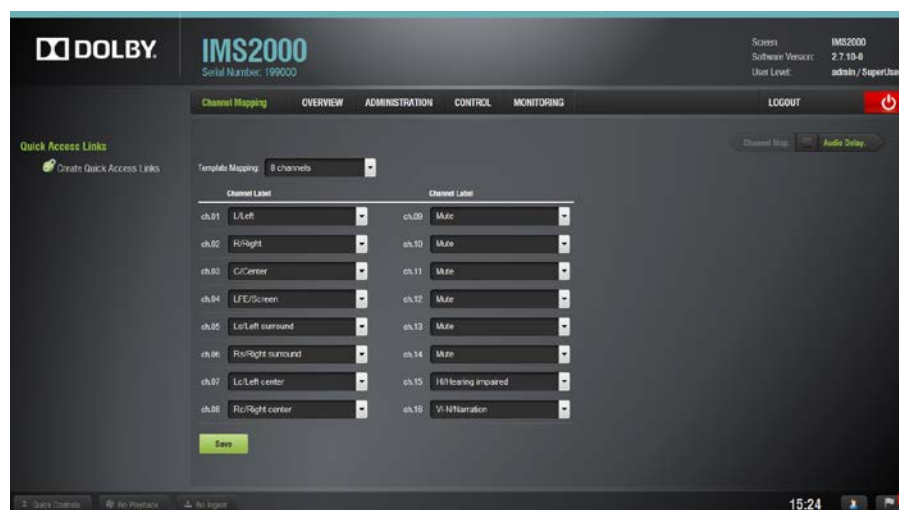 DOLBY.
IMS2000
Serial Number: 199000
Screen: IMS2000
Software Version: 2.7.10-0
User Level: admin / SuperUse
Channel Mapping OVERVIEW ADMINISTRATION CONTROL MONITORING LOGOUT
Quick Access Links
Create Quick Access Links
Channel Map. Audio Delay.
Template Mapping: 8 channels
Channel Label Channel Label
ch.01 L/Left ch.09 Mute
ch.02 R/Right ch.10 Mute
ch.03 C/Center ch.11 Mute
ch.04 LFE/Screen ch.12 Mute
ch.05 Ls/Left surround ch.13 Mute
ch.06 Rs/Right surround ch.14 Mute
ch.07 Lc/Left center ch.15 HI/Hearing impaired
ch.08 Rc/Right center ch.16 VI-N/Narration
Save
Quick Controls No Playback No Ingest 15:24